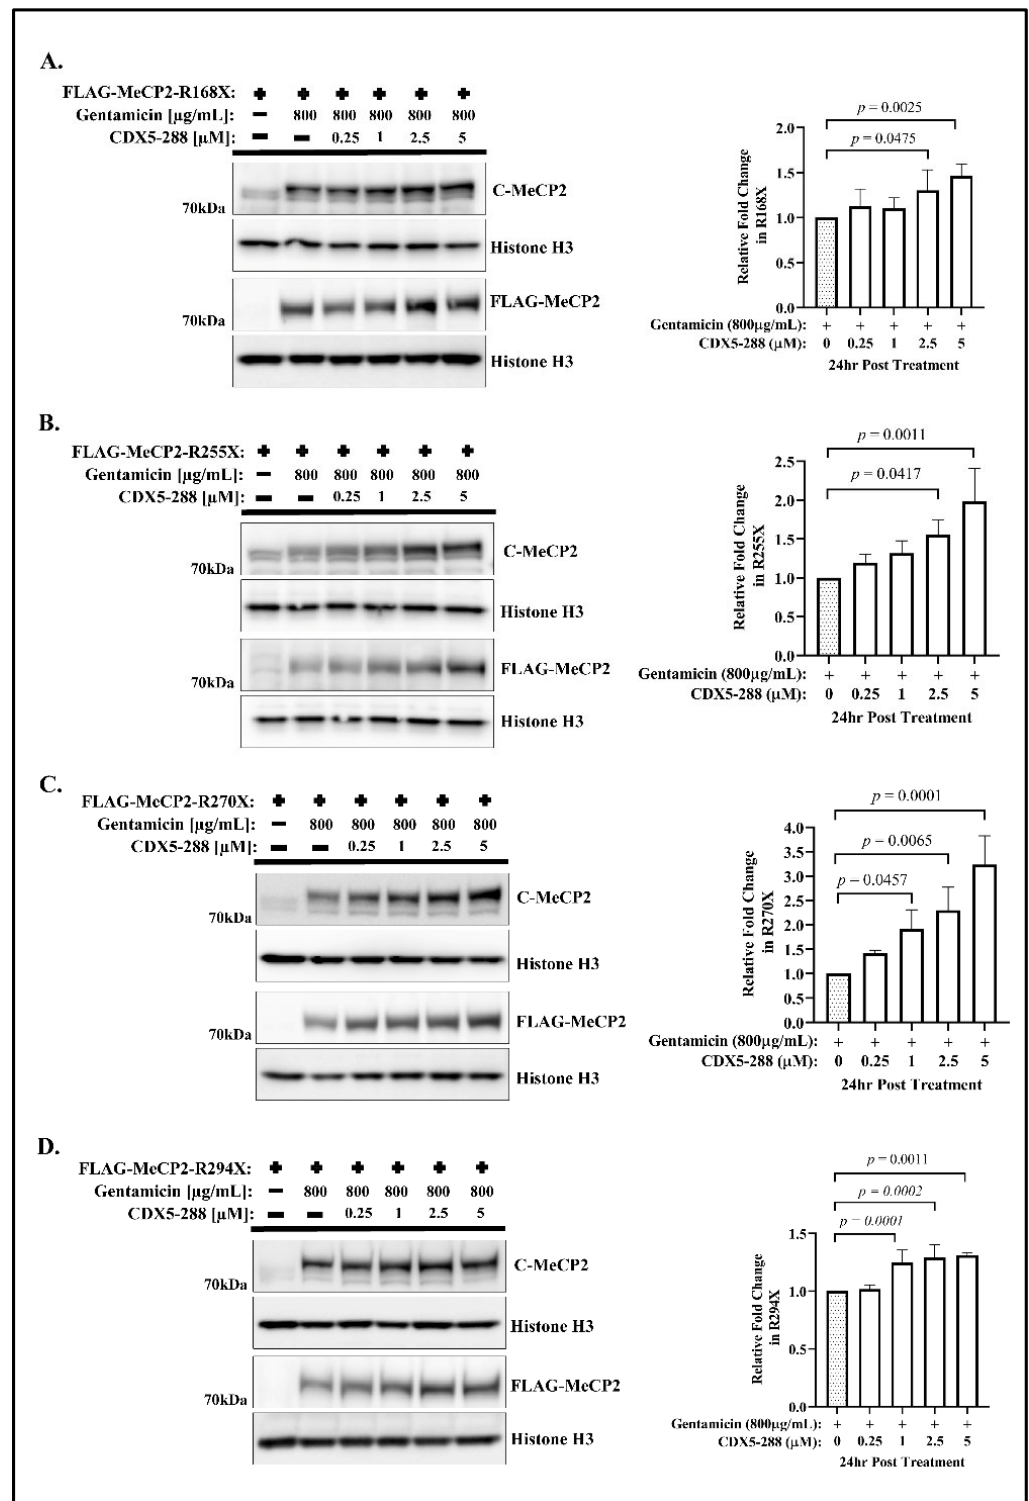 A.
FLAG-MeCP2-R168X: + + + + + +
Gentamicin [µg/mL]: - 800 800 800 800 800
CDX5-288 [µM]: - - 0.25 1 2.5 5
C-MeCP2
70kDa
Histone H3
FLAG-MeCP2
70kDa
Histone H3
p = 0.0025
p = 0.0475
Relative Fold Change
in R168X
2.0
1.5
1.0
0.5
0.0
Gentamicin (800µg/mL): + + + + +
CDX5-288 (µM): 0 0.25 1 2.5 5
24hr Post Treatment
B.
FLAG-MeCP2-R255X: + + + + + +
Gentamicin [µg/mL]: - 800 800 800 800 800
CDX5-288 [µM]: - - 0.25 1 2.5 5
C-MeCP2
70kDa
Histone H3
FLAG-MeCP2
70kDa
Histone H3
p = 0.0011
p = 0.0417
Relative Fold Change
in R255X
2.5
2.0
1.5
1.0
0.5
0.0
Gentamicin (800µg/mL): + + + + +
CDX5-288 (µM): 0 0.25 1 2.5 5
24hr Post Treatment
C.
FLAG-MeCP2-R270X: + + + + + +
Gentamicin [µg/mL]: - 800 800 800 800 800
CDX5-288 [µM]: - - 0.25 1 2.5 5
C-MeCP2
70kDa
Histone H3
FLAG-MeCP2
70kDa
Histone H3
p = 0.0001
p = 0.0065
p = 0.0457
Relative Fold Change
in R270X
4.0
3.5
3.0
2.5
2.0
1.5
1.0
0.5
0.0
Gentamicin (800µg/mL): + + + + +
CDX5-288 (µM): 0 0.25 1 2.5 5
24hr Post Treatment
D.
FLAG-MeCP2-R294X: + + + + + +
Gentamicin [µg/mL]: - 800 800 800 800 800
CDX5-288 [µM]: - - 0.25 1 2.5 5
C-MeCP2
70kDa
Histone H3
FLAG-MeCP2
70kDa
Histone H3
p = 0.0011
p = 0.0002
p = 0.0001
Relative Fold Change
in R294X
1.5
1.0
0.5
0.0
Gentamicin (800µg/mL): + + + + +
CDX5-288 (µM): 0 0.25 1 2.5 5
24hr Post Treatment